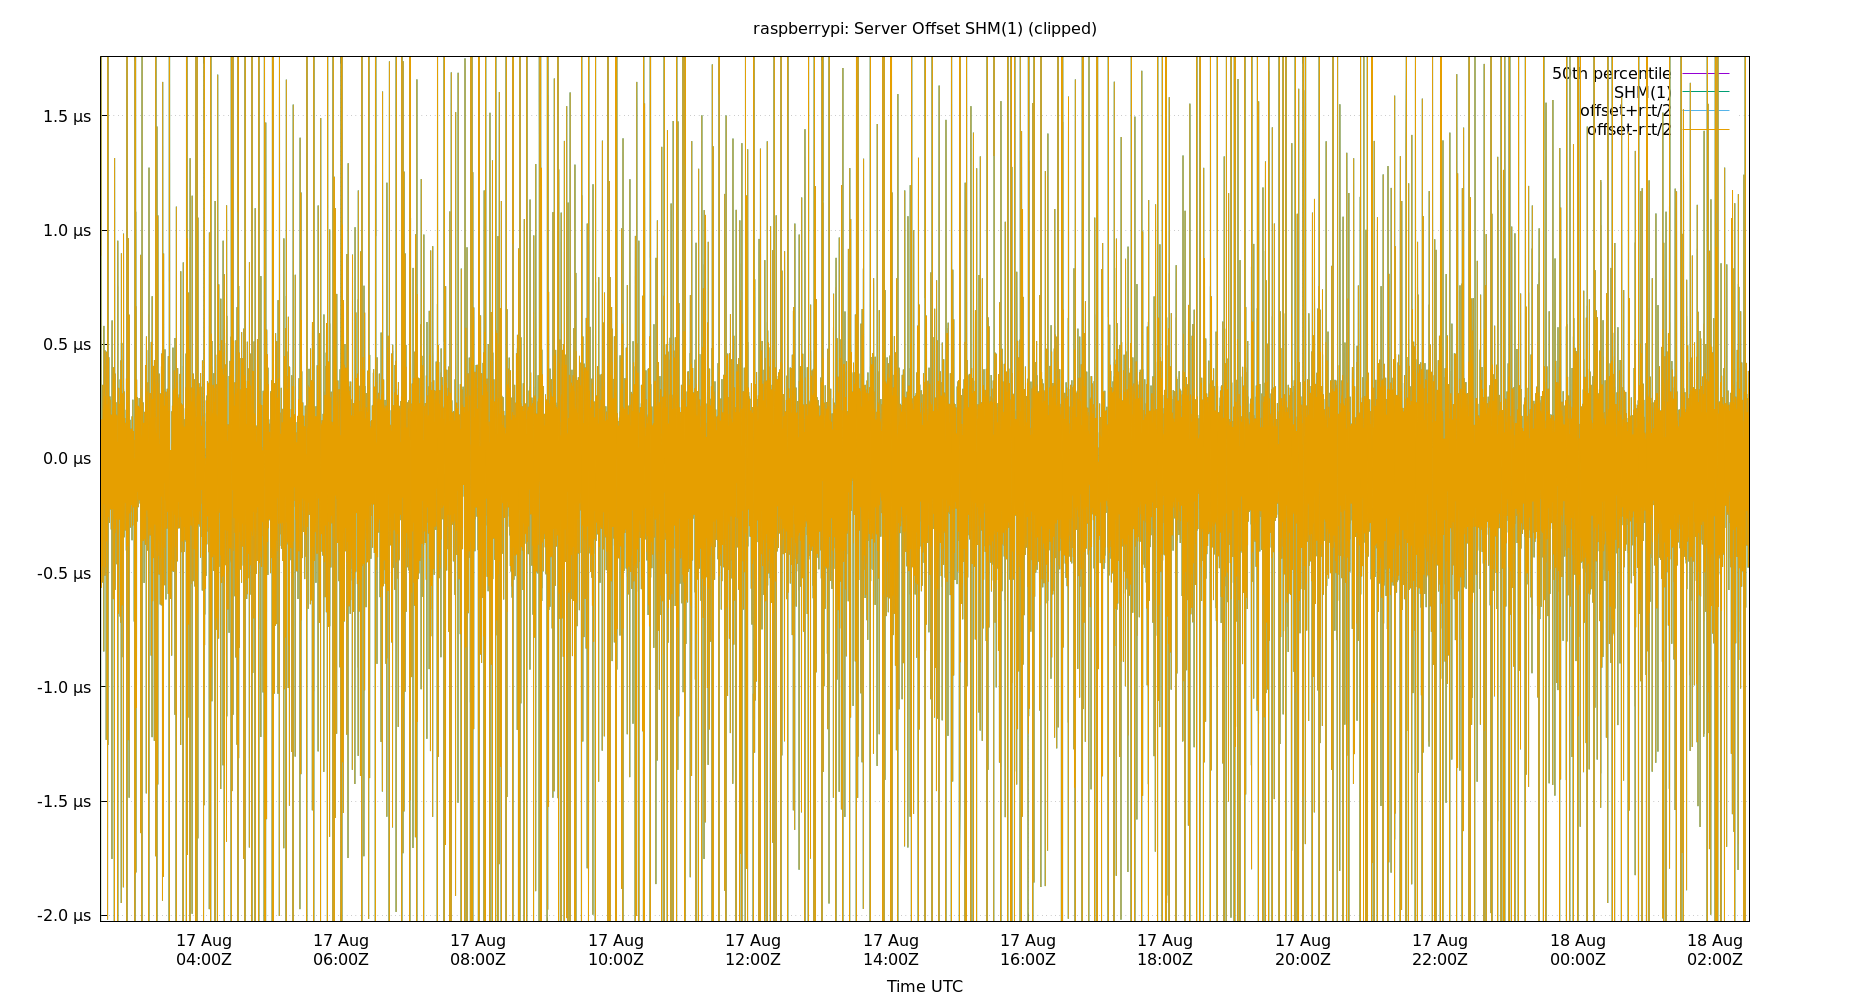 raspberrypi: Server Offset SHM(1) (clipped)
50th percentile
SHM(1)
offset+rtt/2
offset-rtt/2
1.5 µs
1.0 µs
0.5 µs
0.0 µs
-0.5 µs
-1.0 µs
-1.5 µs
-2.0 µs
17 Aug 17 Aug 17 Aug 17 Aug 17 Aug 17 Aug 17 Aug 17 Aug 17 Aug 17 Aug 18 Aug 18 Aug
04:00Z 06:00Z 08:00Z 10:00Z 12:00Z 14:00Z 16:00Z 18:00Z 20:00Z 22:00Z 00:00Z 02:00Z
Time UTC